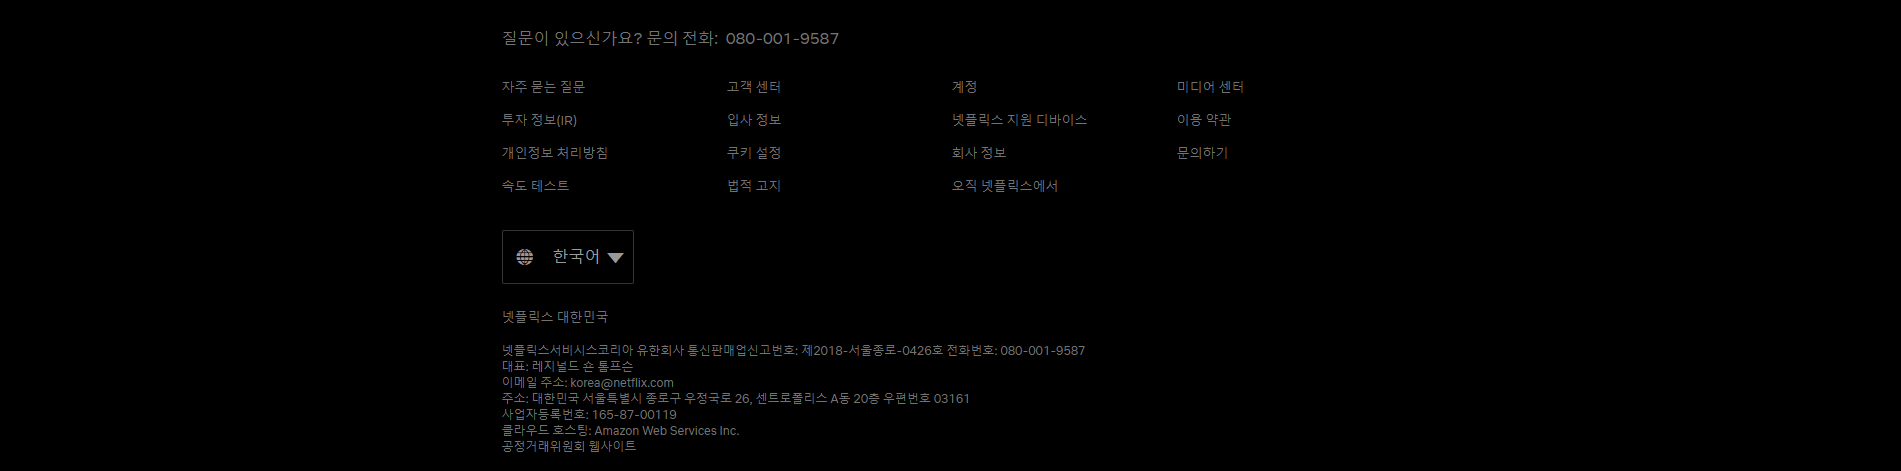 질문이 있으신가요? 문의 전화: 080-001-9587
자주 묻는 질문 고객 센터 계정 미디어 센터
투자 정보(IR) 입사 정보 넷플릭스 지원 디바이스 이용 약관
개인정보 처리방침 쿠키 설정 회사 정보 문의하기
속도 테스트 법적 고지 오직 넷플릭스에서
한국어
넷플릭스 대한민국
넷플릭스서비시스코리아 유한회사 통신판매업신고번호: 제2018-서울종로-0426호 전화번호: 080-001-9587
대표: 레지널드 숀 톰프슨
이메일 주소: korea@netflix.com
주소: 대한민국 서울특별시 종로구 우정국로 26, 센트로폴리스 A동 20층 우편번호 03161
사업자등록번호: 165-87-00119
클라우드 호스팅: Amazon Web Services Inc.
공정거래위원회 웹사이트